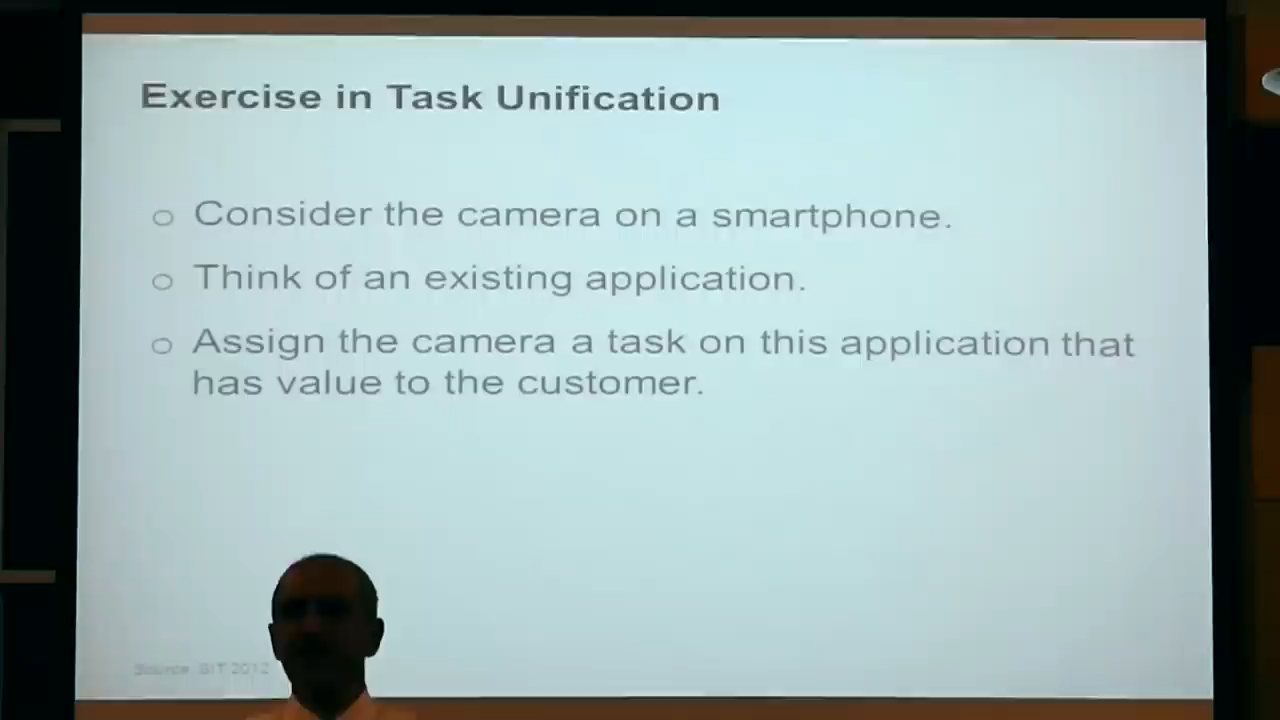 Exercise in Task Unification
o Consider the camera on a smartphone.
o Think of an existing application.
o Assign the camera a task on this application that
has value to the customer.
Source: SIT 2012